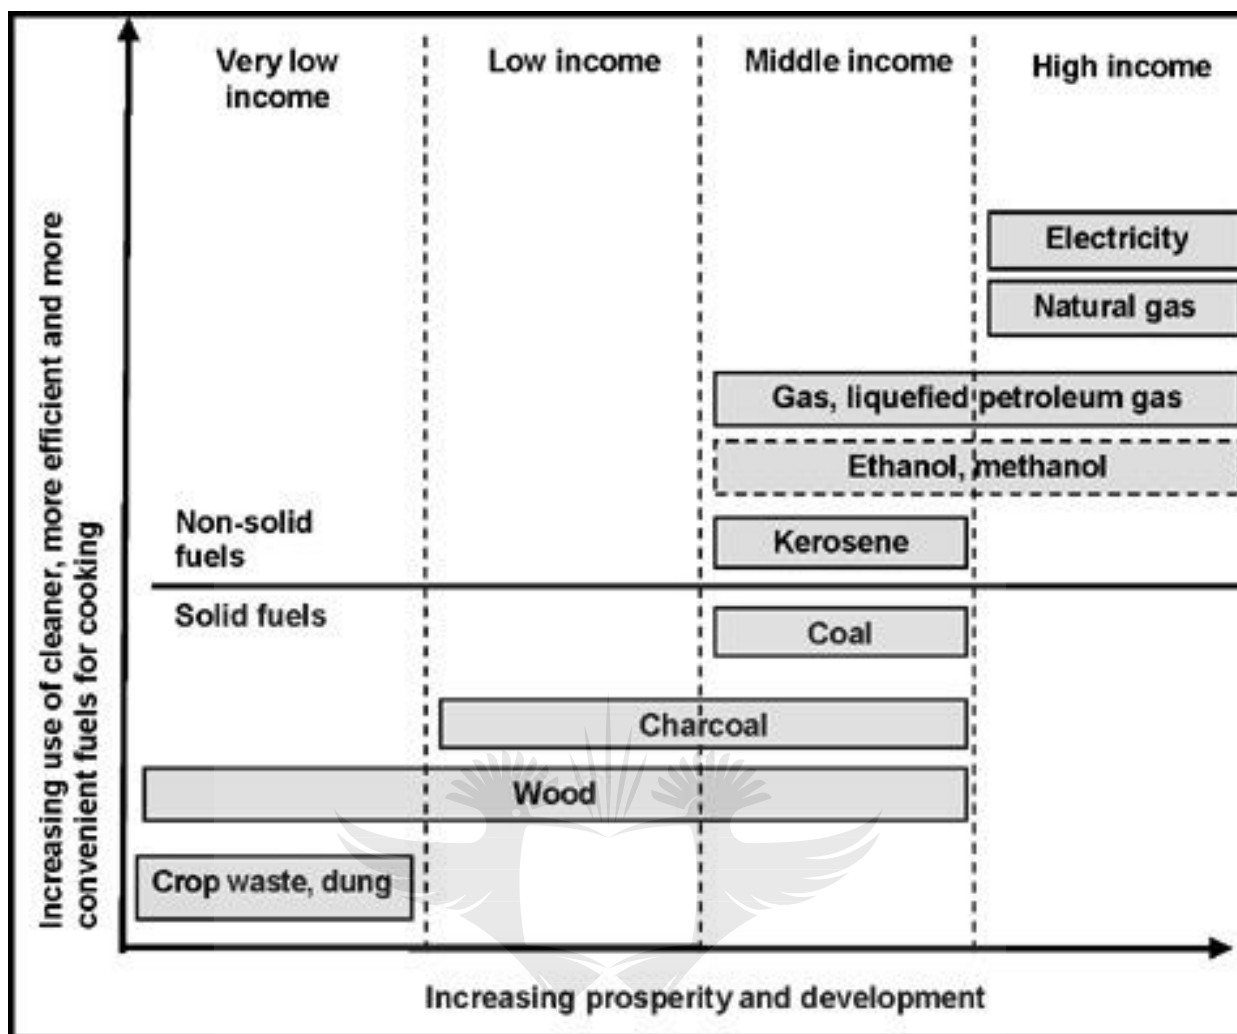 Very low
income
Low income
Middle income
High income
Electricity
Natural gas
Gas, liquefied petroleum gas
Ethanol, methanol
Non-solid
fuels
Kerosene
Solid fuels
Coal
Charcoal
Wood
Crop waste, dung
Increasing use of cleaner, more efficient and more
convenient fuels for cooking
Increasing prosperity and development